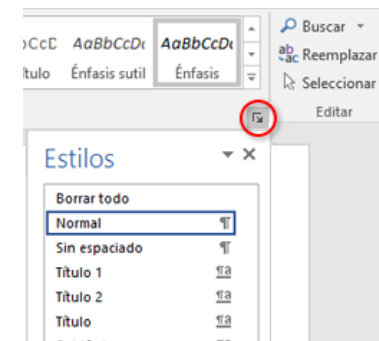 AaBbCcDc AaBbCcDc
Énfasis sutil Énfasis
Buscar
Reemplazar
Seleccionar
Editar
Estilos
Borrar todo
Normal
Sin espaciado
Título 1
Título 2
Título